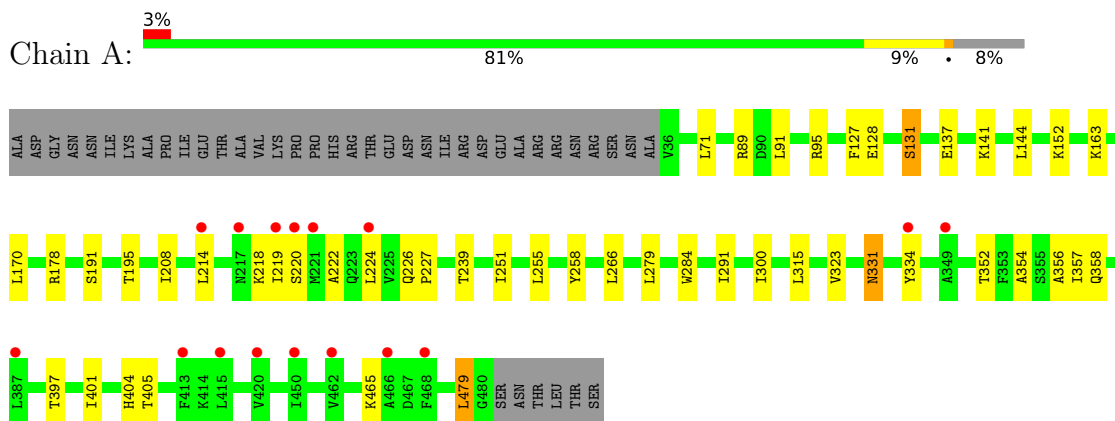 3%
Chain A:
81% 9% • 8%
ALA ASP GLY ASN ASN ILE LYS ALA PRO ILE GLU THR ALA VAL LYS PRO PRO HIS ARG THR GLU ASP ASN ILE ARG ASP GLU ALA ARG ARG ASN ARG SER ASN ALA V36 L71 R89 D90 L91 R95 F127 E128 S131 E137 K141 L144 K152 K163
L170 R178 S191 T195 I208 L214 N217 K218 I219 S220 M221 A222 Q223 L224 V225 Q226 P227 T239 I251 L255 Y258 L266 L279 W284 I291 I300 L315 V323 N331 Y334 A349 T352 F353 A354 S355 A356 I357 Q358
L387 T397 I401 H404 T405 F413 K414 L415 V420 I450 V462 K465 A466 D467 F468 L479 G480 SER ASN THR LEU THR SER